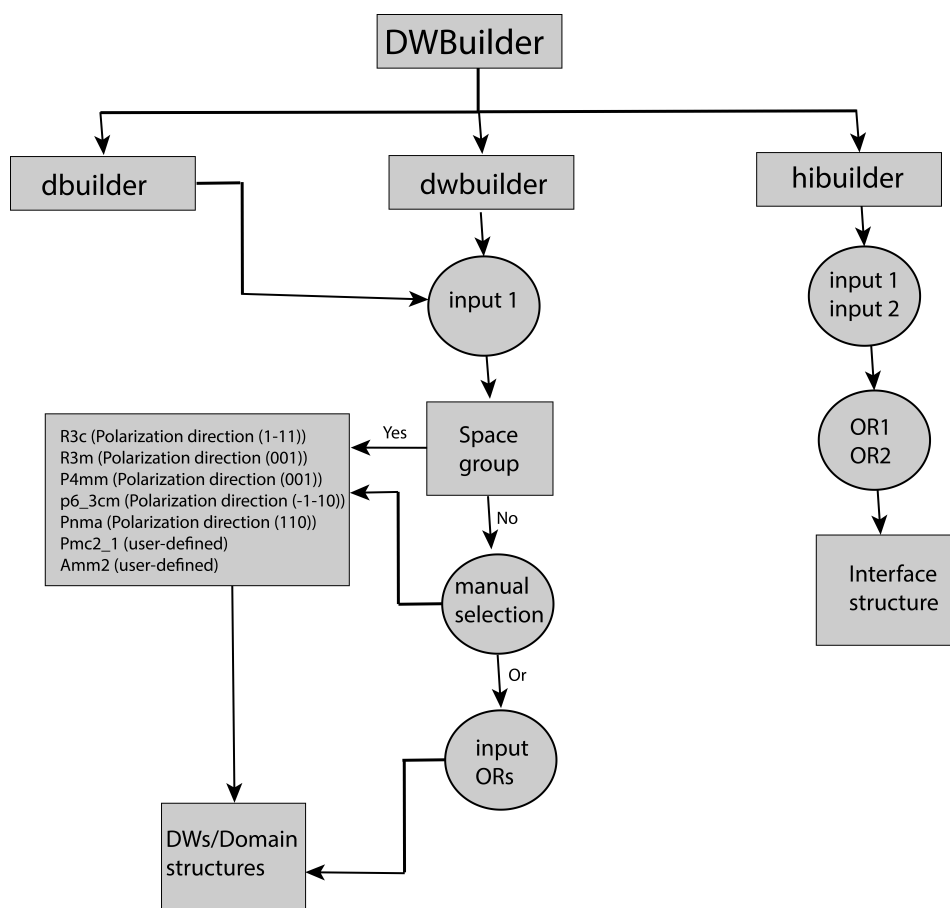 DWBuilder
dbuilder
dwbuilder
hibuilder
input 1
input 1
input 2
R3c (Polarization direction (1-11))
R3m (Polarization direction (001))
P4mm (Polarization direction (001))
p6_3cm (Polarization direction (-1-10))
Pnma (Polarization direction (110))
Pmc2_1 (user-defined)
Amm2 (user-defined)
Yes
Space
group
OR1
OR2
No
manual
selection
Interface
structure
Or
input
ORs
DWs/Domain
structures